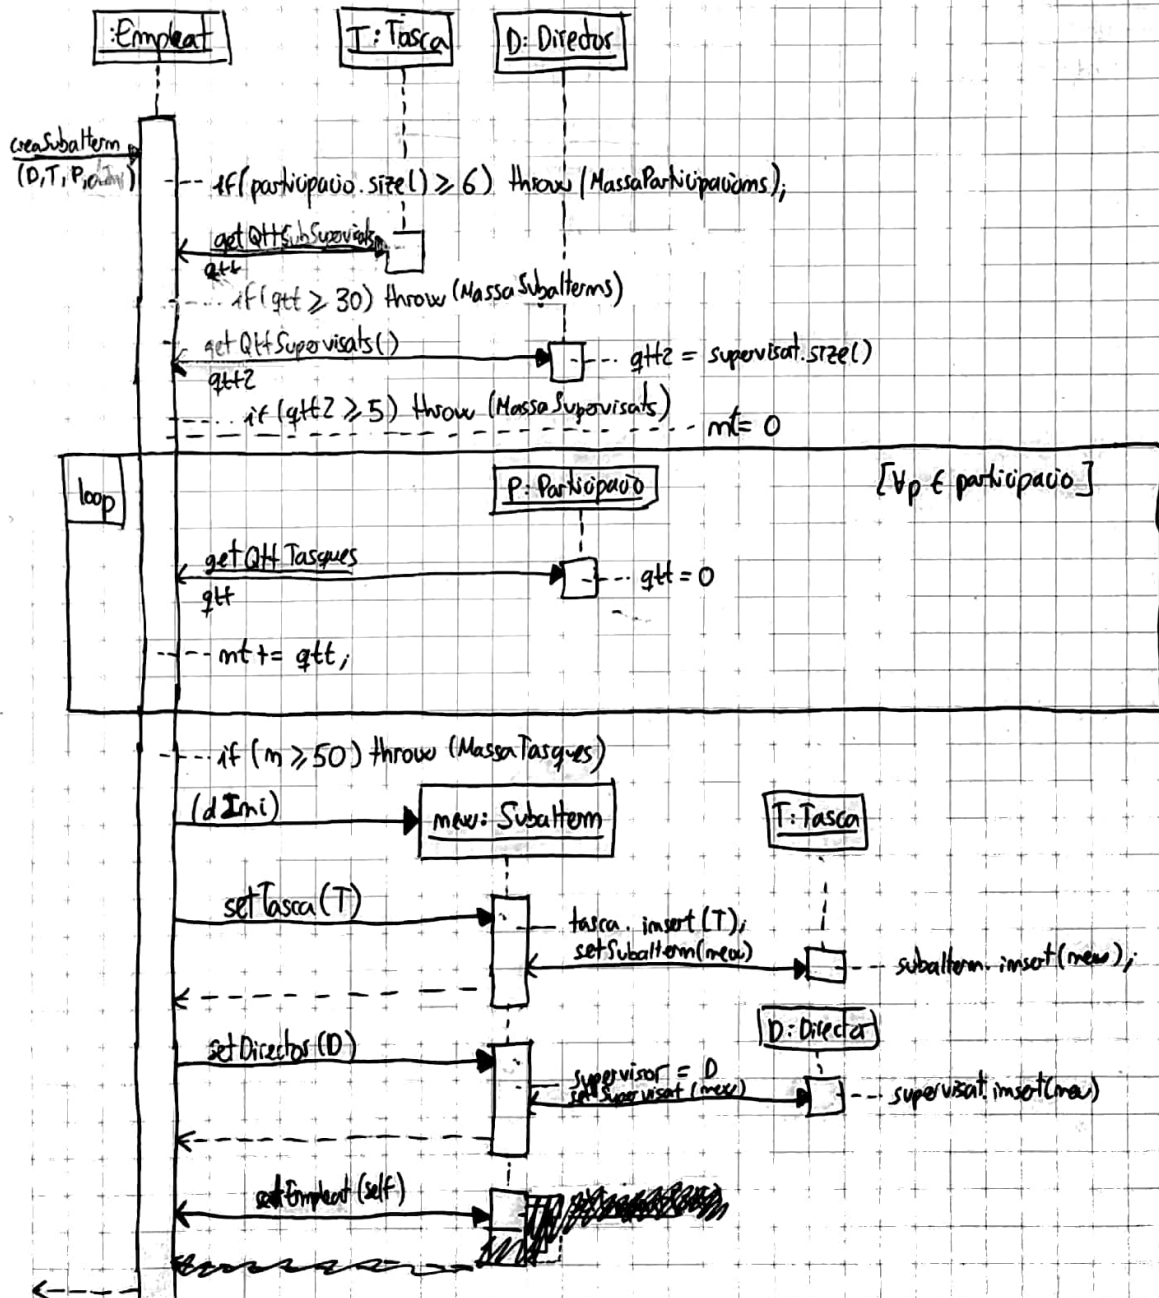 :Empleat
T: Tasca
D: Director
creaSubaltern
(D, T, P,
if(participacio.size() ≥ 6) throw (MassaParticipacions);
getQttSubSupervisats
qtt
if(qtt ≥ 30) throw (MassaSubalterns)
getQttSupervisats()
qtt2 = supervisat.size()
qtt2
if(qtt2 ≥ 5) throw (MassaSupervisats)
nt = 0
loop
P: Participacio
[∀p ∈ participacio]
getQttTasques
qtt = 0
qtt
nt += qtt;
if (n ≥ 50) throw (MassaTasques)
(dIni)
new: Subaltern
T: Tasca
setTasca(T)
tasca.insert(T);
setSubaltern(new)
subaltern.insert(new);
setDirector(D)
D: Director
supervisor = D
setSupervisat(new)
supervisat.insert(new)
setEmpleat(self)